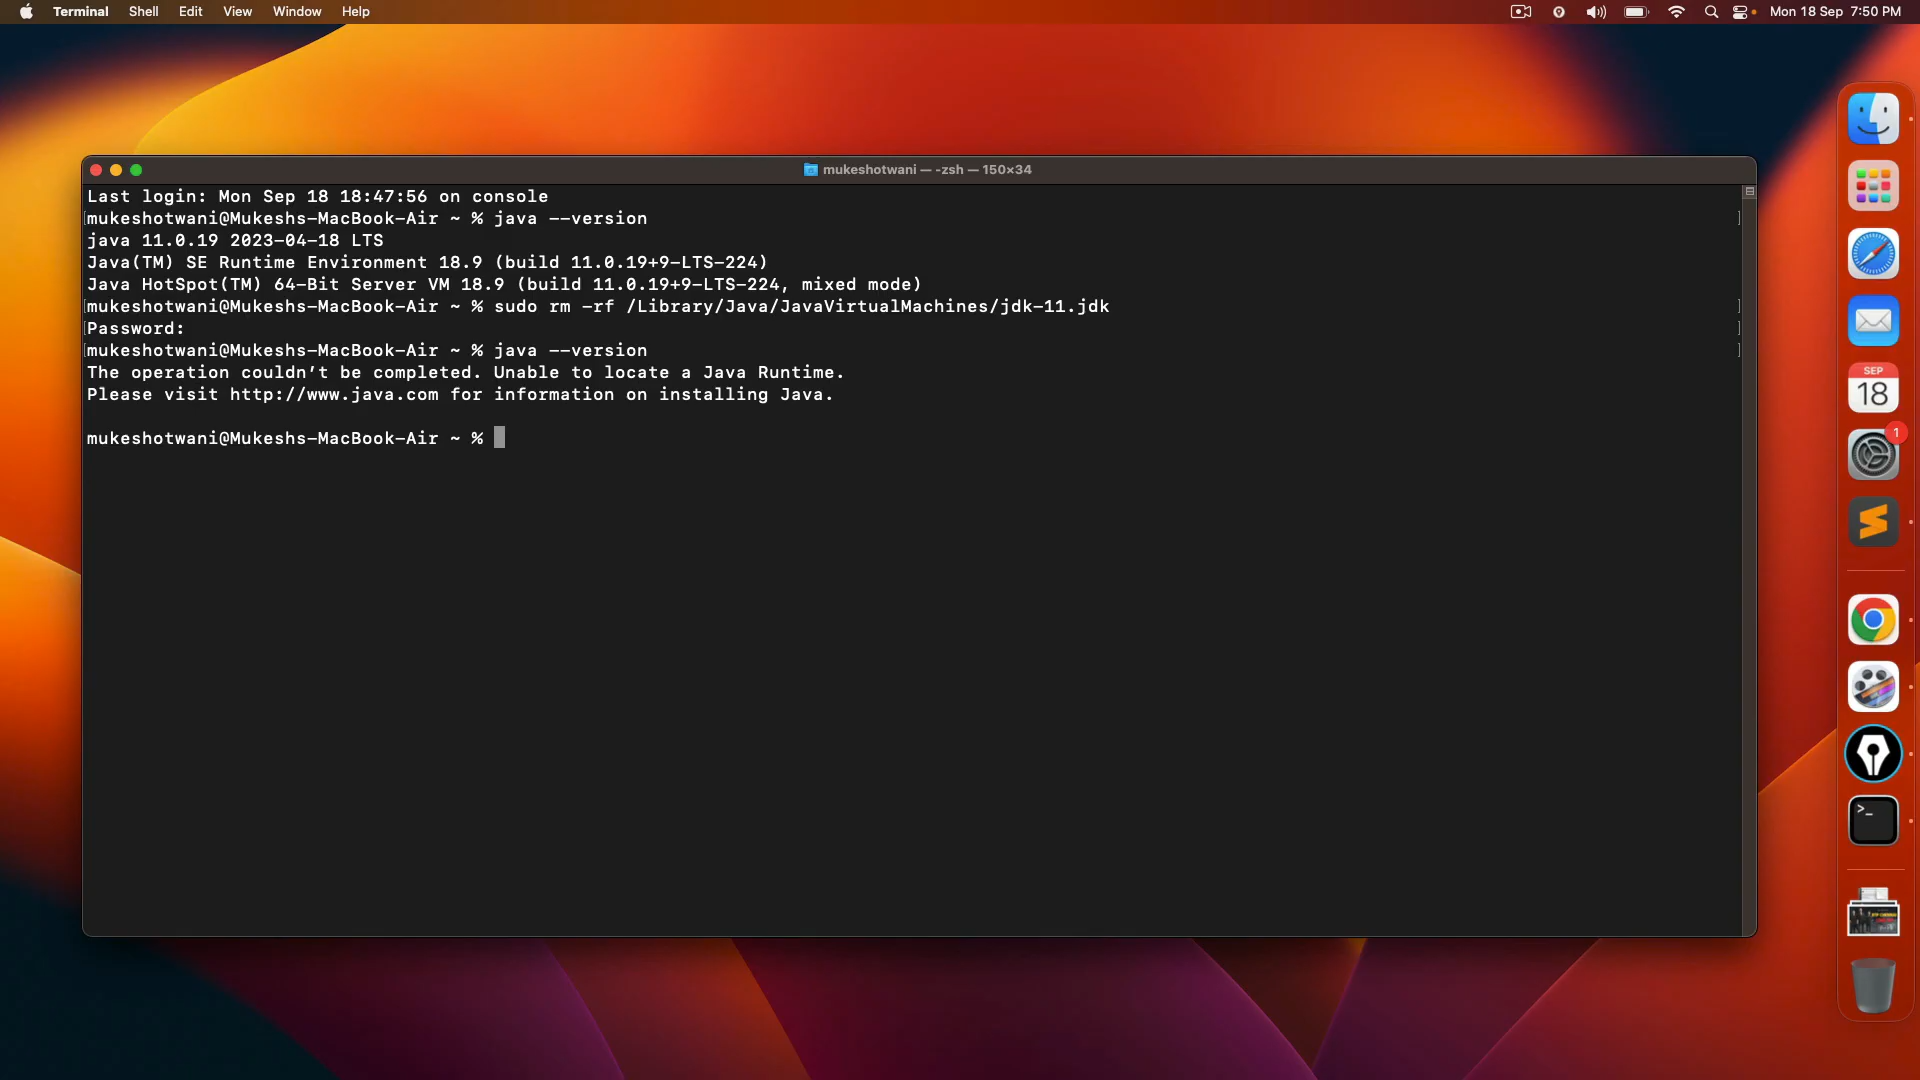 Terminal Shell Edit View Window Help Mon 18 Sep 7:50 PM
mukeshotwani — -zsh — 150×34
Last login: Mon Sep 18 18:47:56 on console
[mukeshotwani@Mukeshs-MacBook-Air ~ % java --version ]
java 11.0.19 2023-04-18 LTS
Java(TM) SE Runtime Environment 18.9 (build 11.0.19+9-LTS-224)
Java HotSpot(TM) 64-Bit Server VM 18.9 (build 11.0.19+9-LTS-224, mixed mode)
[mukeshotwani@Mukeshs-MacBook-Air ~ % sudo rm -rf /Library/Java/JavaVirtualMachines/jdk-11.jdk ]
[Password: ]
[mukeshotwani@Mukeshs-MacBook-Air ~ % java --version ]
The operation couldn’t be completed. Unable to locate a Java Runtime.
Please visit http://www.java.com for information on installing Java.
mukeshotwani@Mukeshs-MacBook-Air ~ %
SEP
18
1
>_